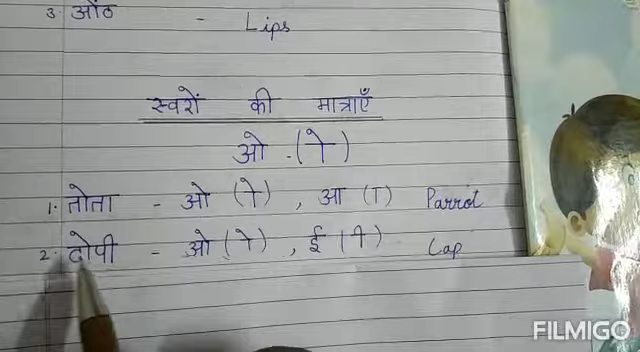 3. ओंठ - Lips
स्वरों की मात्राएँ
ओ - (ो)
1. तोता - ओ (ो) , आ (ा) Parrot
2. टोपी - ओ (ो) , ई (ी) Cap
FILMIGO